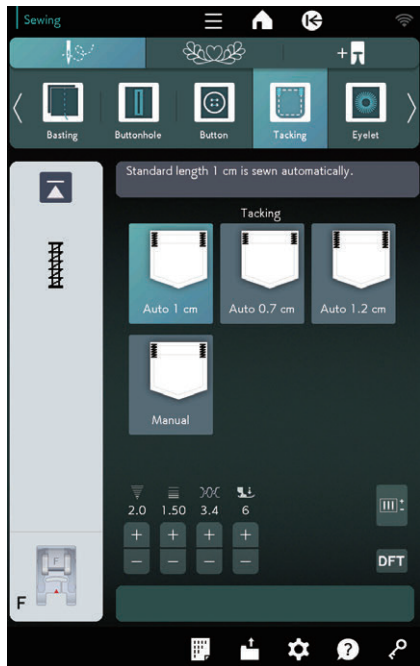 Sewing
Basting
Buttonhole
Button
Tacking
Eyelet
Standard length 1 cm is sewn automatically.
Tacking
Auto 1 cm
Auto 0.7 cm
Auto 1.2 cm
Manual
2.0 1.50 3.4 6
+ + + +
− − − −
DFT
F
F
?